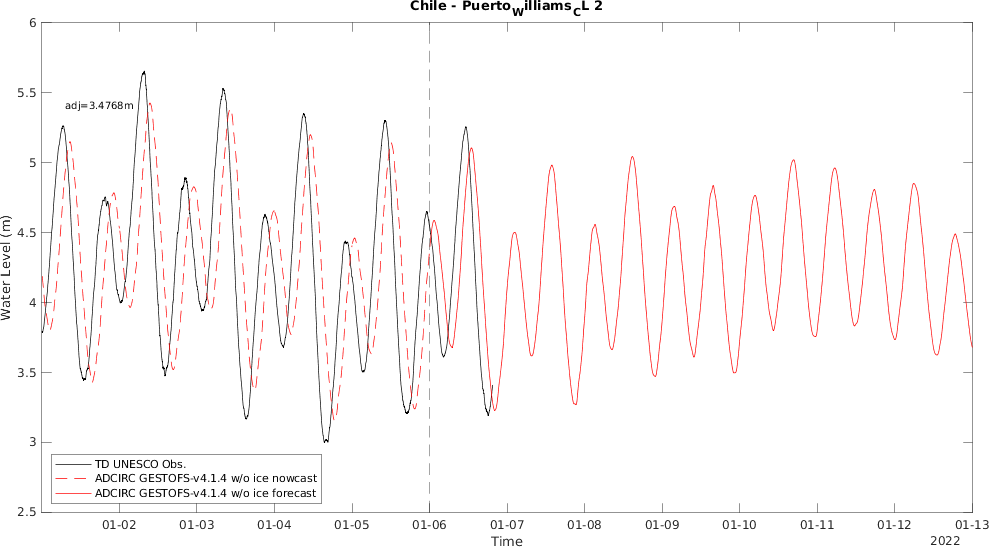 Chile - Puerto_Williams_CL 2
adj=3.4768m
Water Level (m)
6
5.5
5
4.5
4
3.5
3
2.5
TD UNESCO Obs.
ADCIRC GESTOFS-v4.1.4 w/o ice nowcast
ADCIRC GESTOFS-v4.1.4 w/o ice forecast
01-02 01-03 01-04 01-05 01-06 01-07 01-08 01-09 01-10 01-11 01-12 01-13
Time
2022